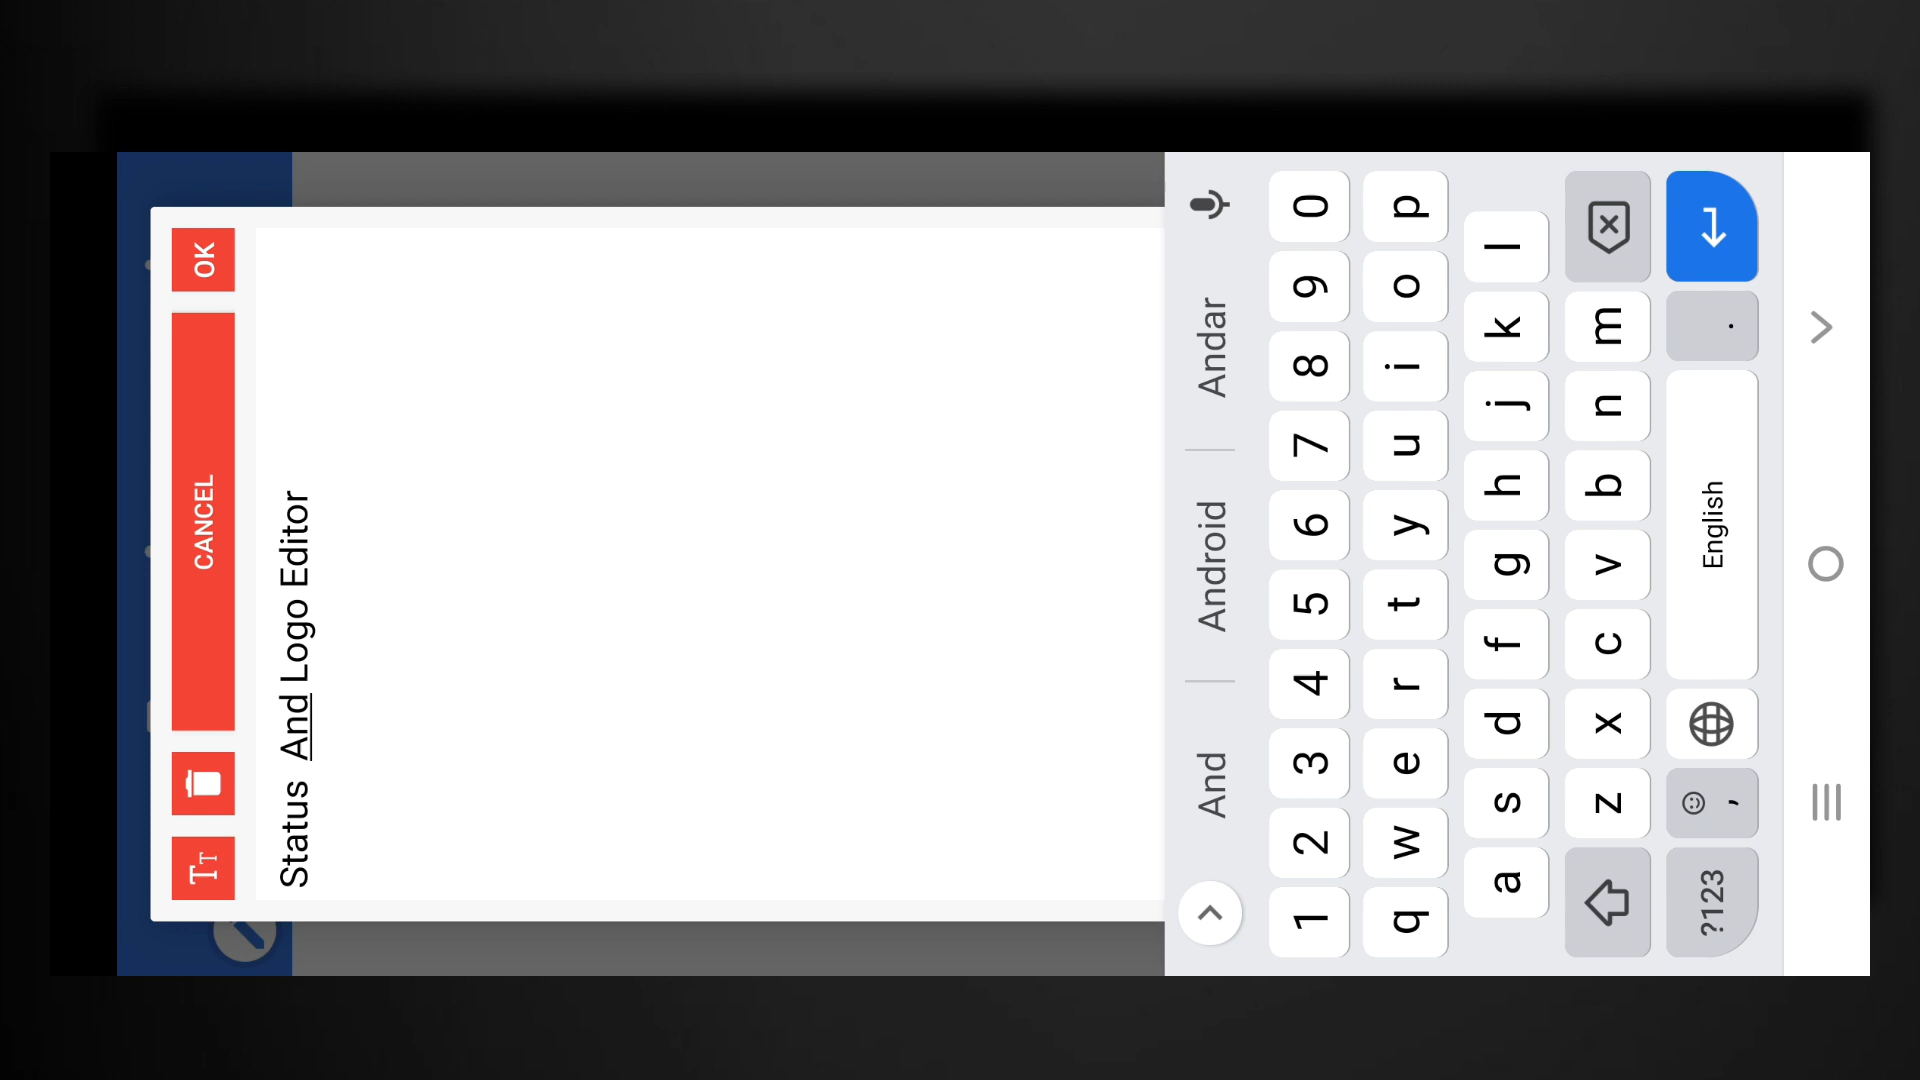 Tт CANCEL OK
Status And Logo Editor
And Android Andar
1 2 3 4 5 6 7 8 9 0
q w e r t y u i o p
a s d f g h j k l
z x c v b n m
?123 , English .